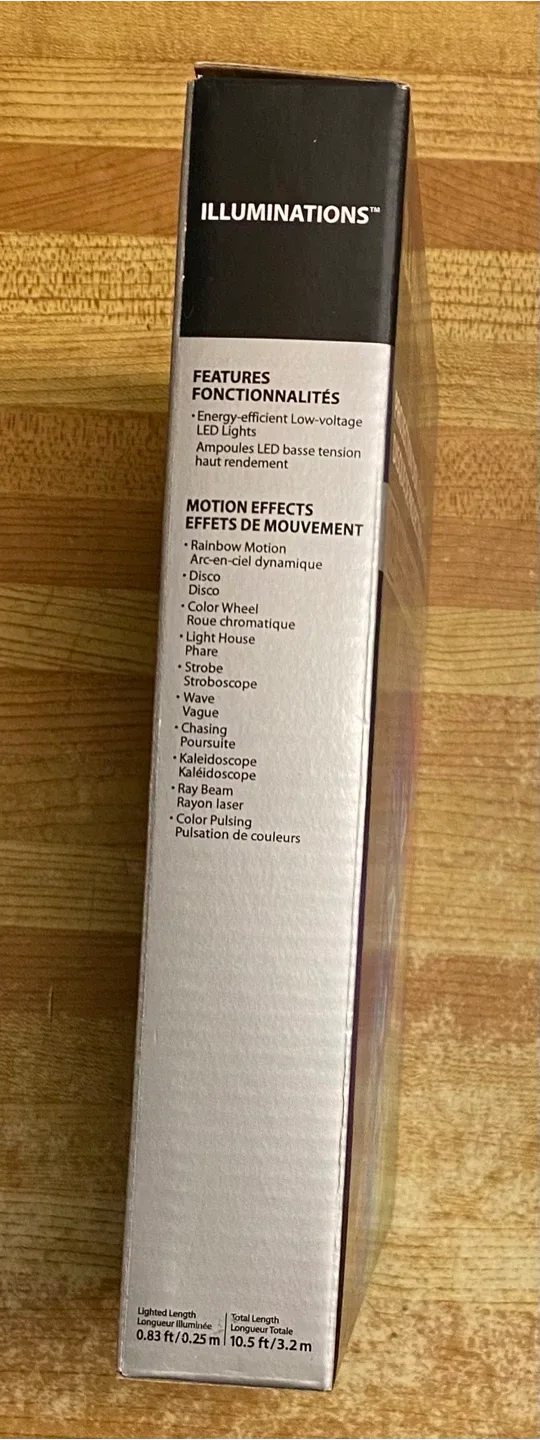 ILLUMINATIONS™
FEATURES
FONCTIONNALITÉS
• Energy-efficient Low-voltage
LED Lights
Ampoules LED basse tension
haut rendement
MOTION EFFECTS
EFFETS DE MOUVEMENT
• Rainbow Motion
Arc-en-ciel dynamique
• Disco
Disco
• Color Wheel
Roue chromatique
• Light House
Phare
• Strobe
Stroboscope
• Wave
Vague
• Chasing
Poursuite
• Kaleidoscope
Kaléidoscope
• Ray Beam
Rayon laser
• Color Pulsing
Pulsation de couleurs
Lighted Length
Longueur Illuminée
0.83 ft/0.25 m
Total Length
Longueur Totale
10.5 ft/3.2 m